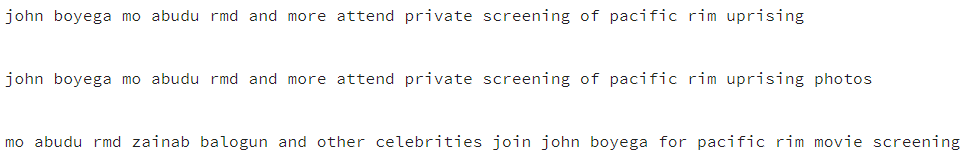 john boyega mo abudu rmd and more attend private screening of pacific rim uprising
john boyega mo abudu rmd and more attend private screening of pacific rim uprising photos
mo abudu rmd zainab balogun and other celebrities join john boyega for pacific rim movie screening